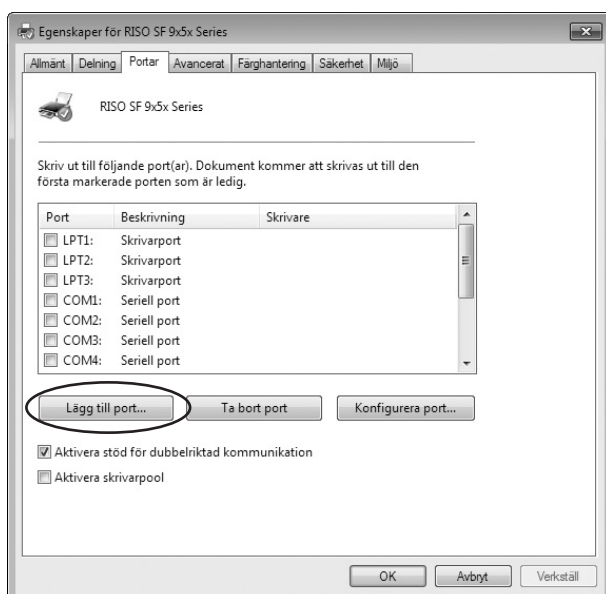 Egenskaper för RISO SF 9x5x Series
Allmänt Delning Portar Avancerat Färghantering Säkerhet Miljö
RISO SF 9x5x Series
Skriv ut till följande port(ar). Dokument kommer att skrivas ut till den
första markerade porten som är ledig.
Port Beskrivning Skrivare
LPT1: Skrivarport
LPT2: Skrivarport
LPT3: Skrivarport
COM1: Seriell port
COM2: Seriell port
COM3: Seriell port
COM4: Seriell port
Lägg till port... Ta bort port Konfigurera port...
Aktivera stöd för dubbelriktad kommunikation
Aktivera skrivarpool
OK Avbryt Verkställ